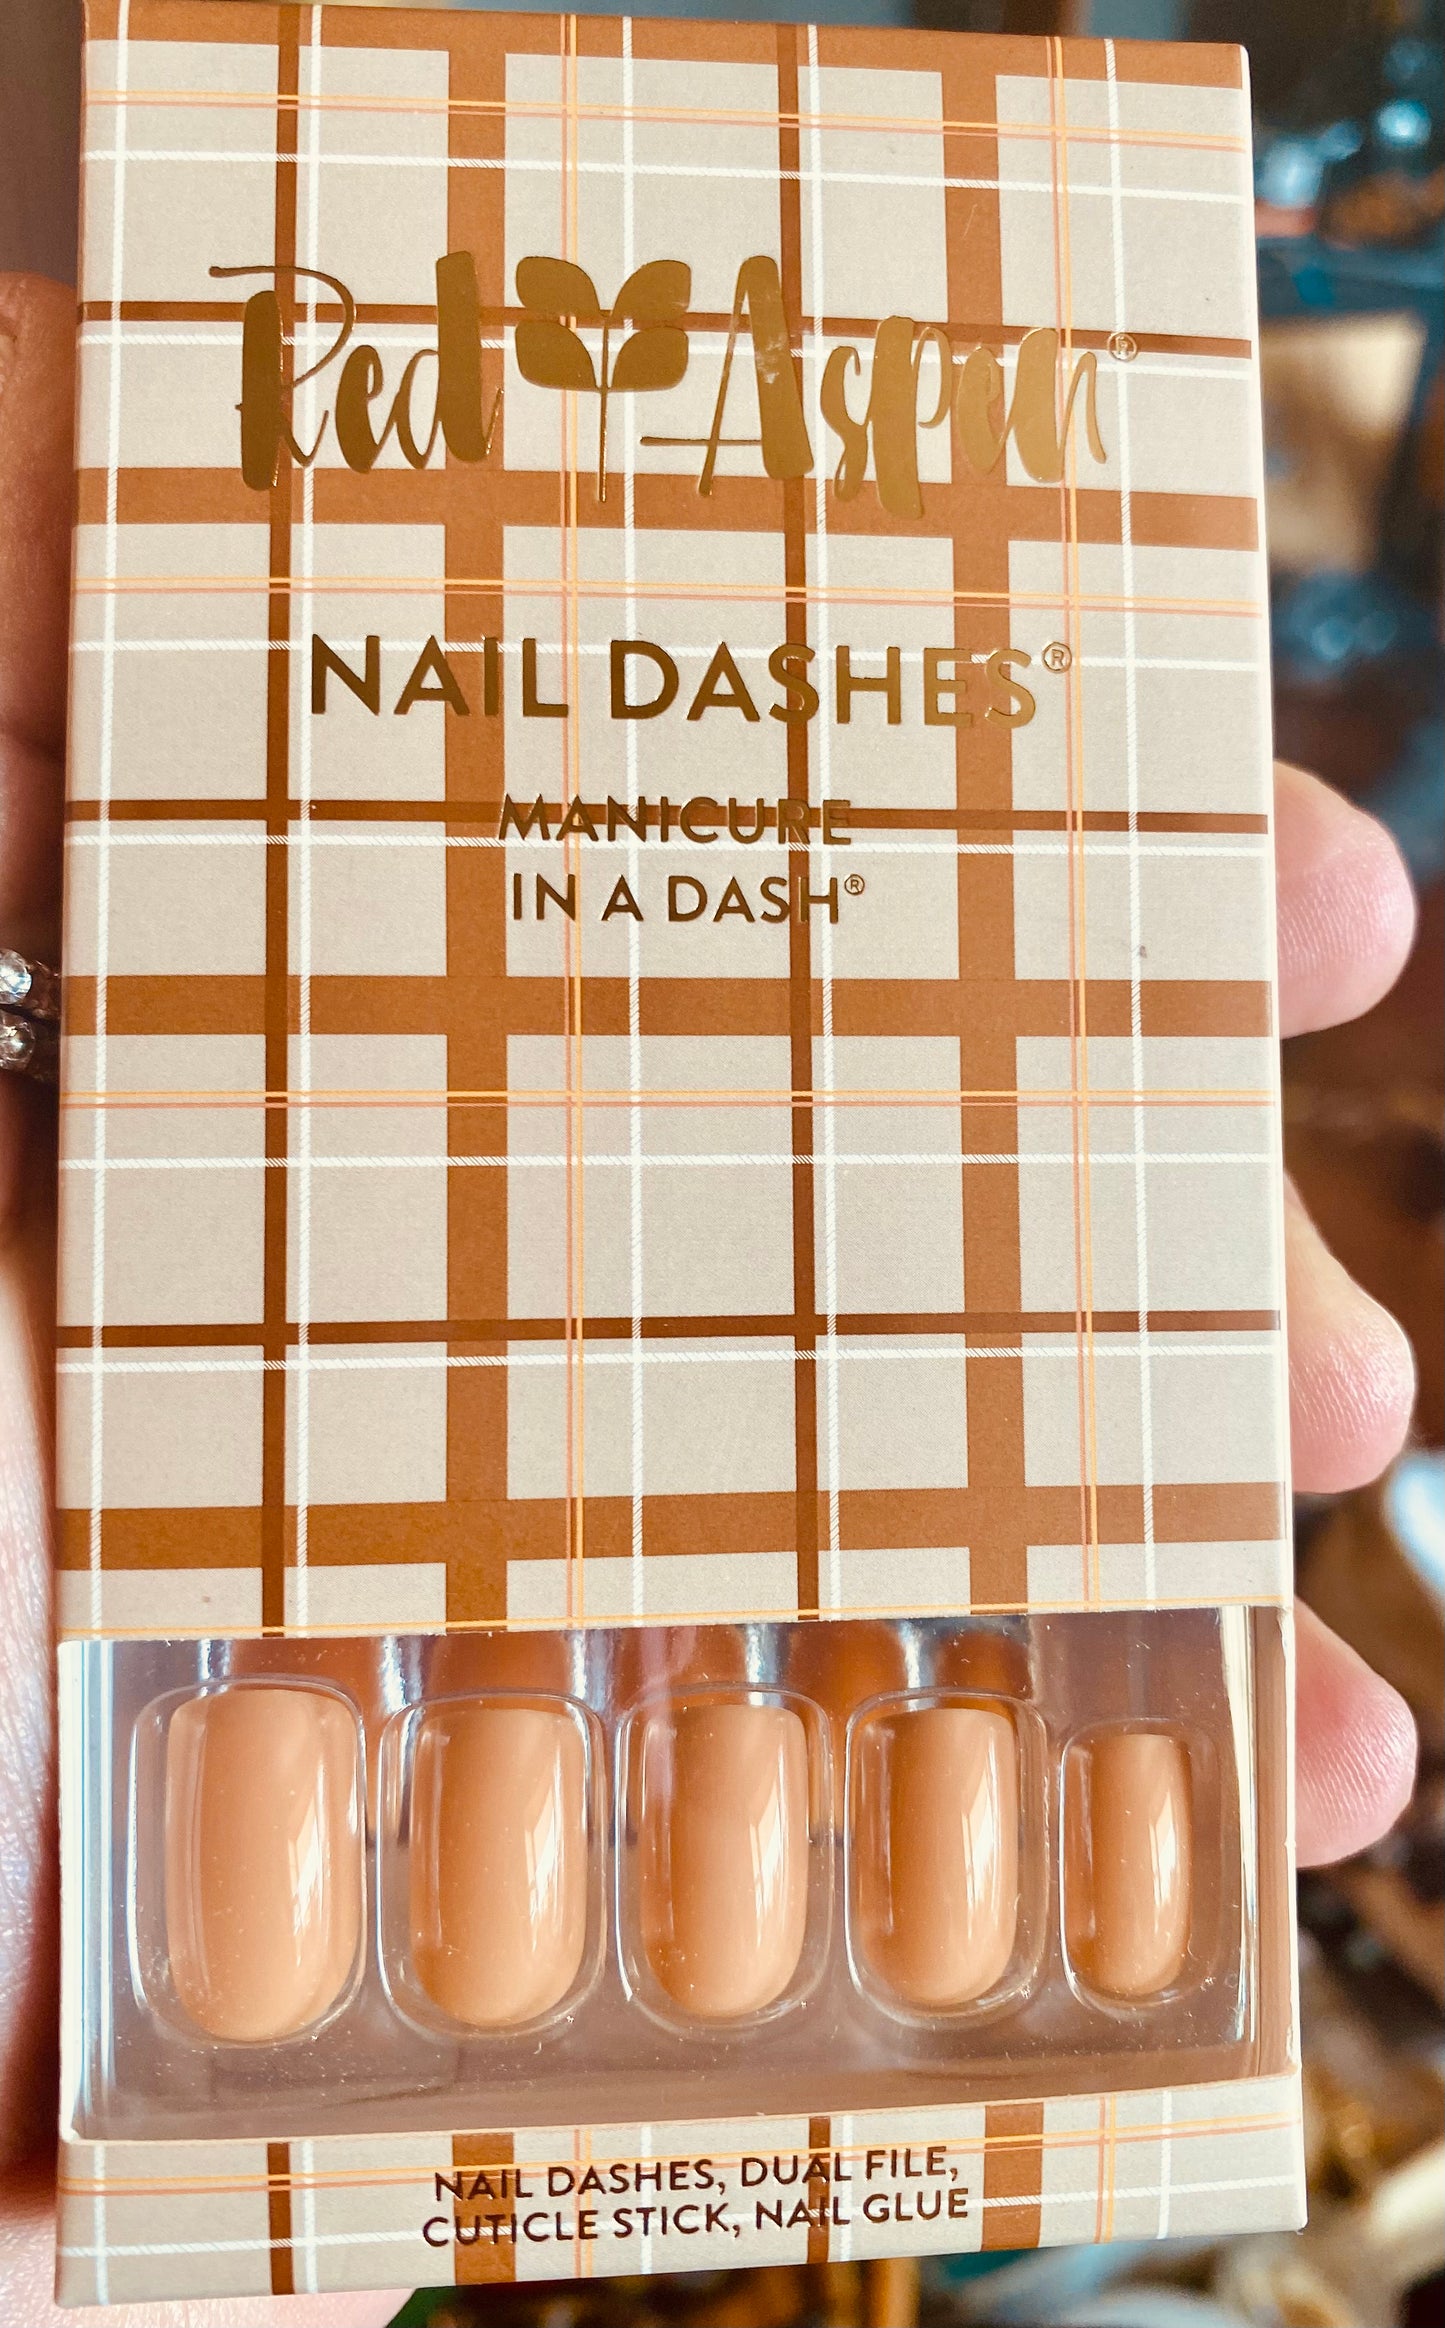 Red Aspen®
NAIL DASHES®
MANICURE
IN A DASH®
NAIL DASHES, DUAL FILE,
CUTICLE STICK, NAIL GLUE